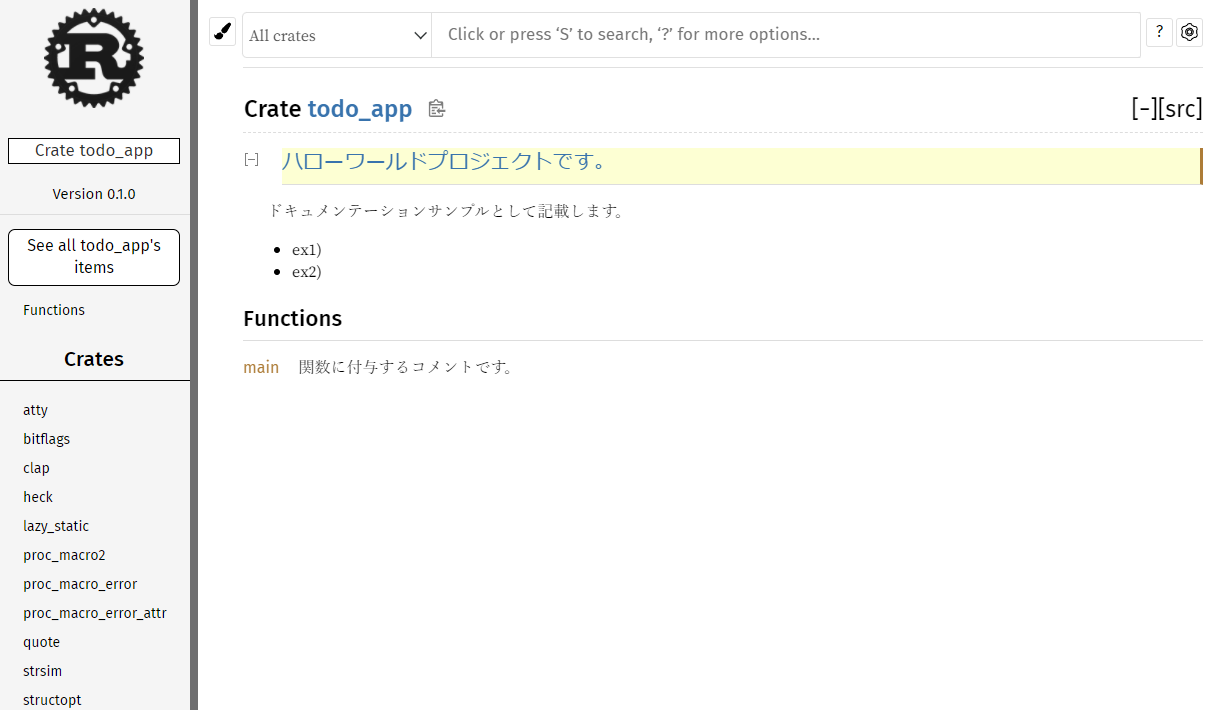 R
Crate todo_app
Version 0.1.0
See all todo_app's
items
Functions
Crates
atty
bitflags
clap
heck
lazy_static
proc_macro2
proc_macro_error
proc_macro_error_attr
quote
strsim
structopt
All crates
Click or press ‘S’ to search, ‘?’ for more options…
?
Crate todo_app
[−][src]
[−]
ハローワールドプロジェクトです。
ドキュメンテーションサンプルとして記載します。
ex1)
ex2)
Functions
main 関数に付与するコメントです。